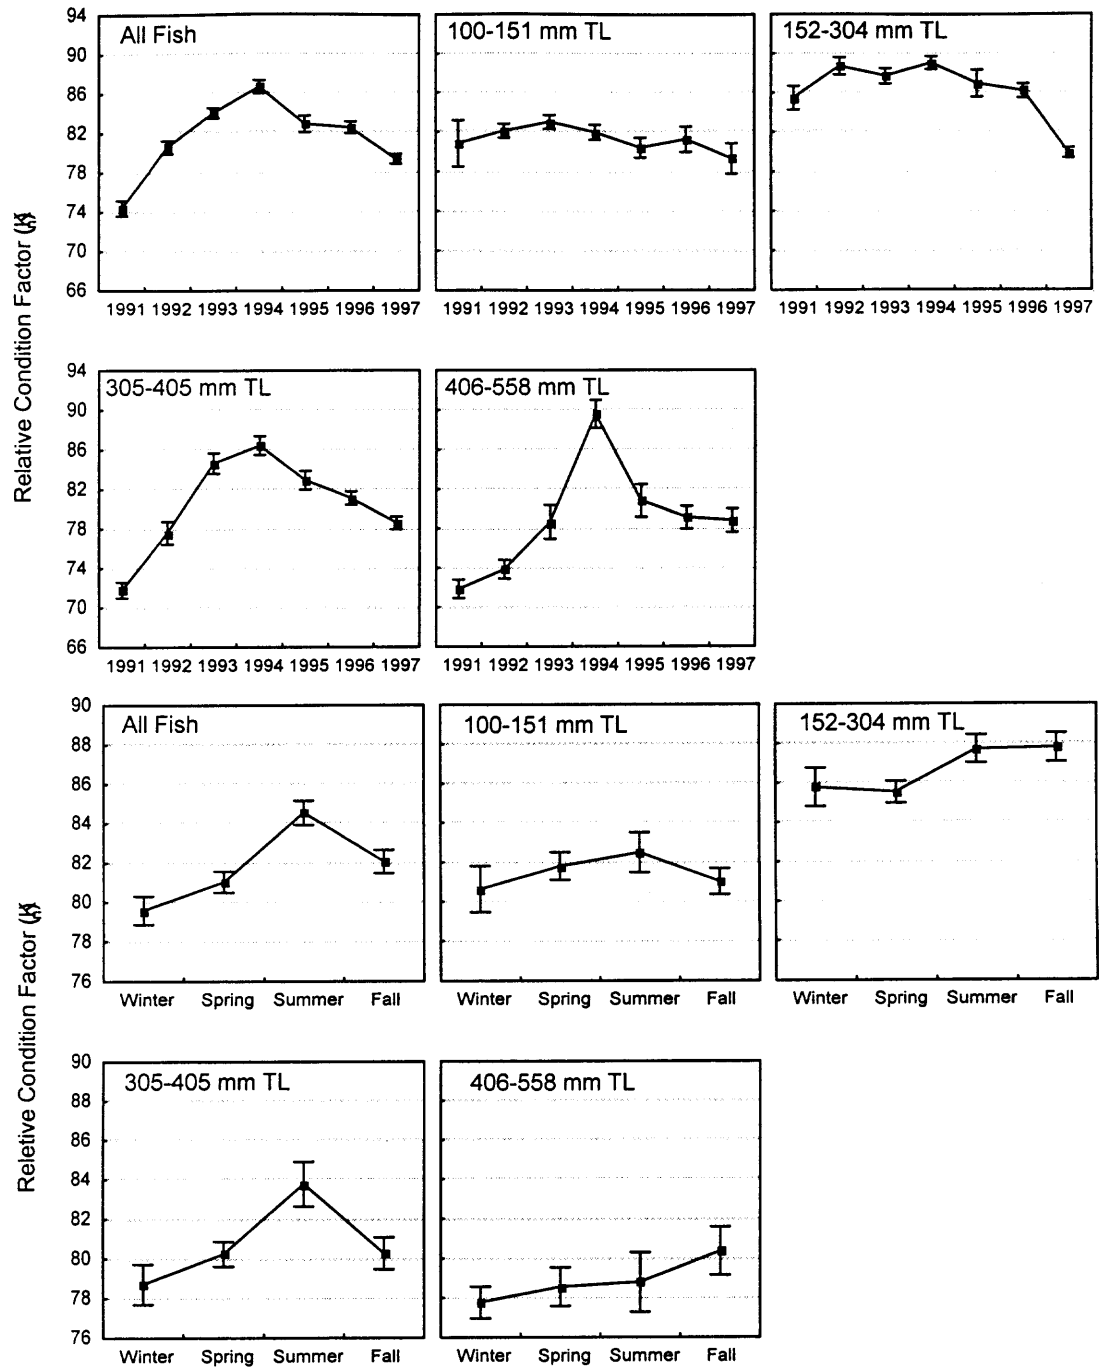 94
90
86
82
78
74
70
66
All Fish
1991 1992 1993 1994 1995 1996 1997
100-151 mm TL
1991 1992 1993 1994 1995 1996 1997
152-304 mm TL
1991 1992 1993 1994 1995 1996 1997
Relative Condition Factor
94
90
86
82
78
74
70
66
305-405 mm TL
1991 1992 1993 1994 1995 1996 1997
406-558 mm TL
1991 1992 1993 1994 1995 1996 1997
90
88
86
84
82
80
78
76
All Fish
Winter Spring Summer Fall
100-151 mm TL
Winter Spring Summer Fall
152-304 mm TL
Winter Spring Summer Fall
Reletive Condition Factor
90
88
86
84
82
80
78
76
305-405 mm TL
Winter Spring Summer Fall
406-558 mm TL
Winter Spring Summer Fall